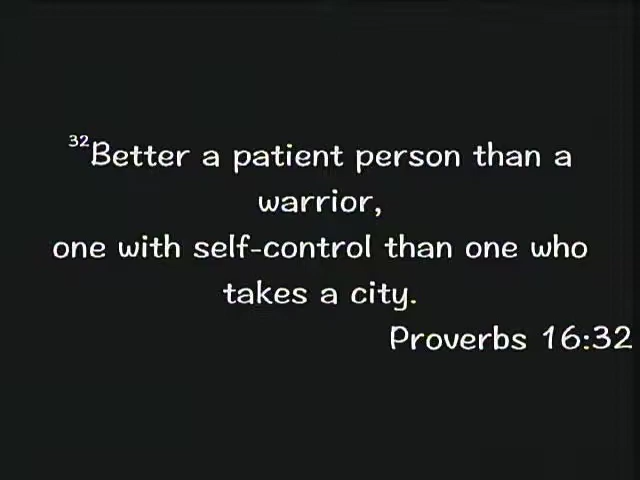 32Better a patient person than a
warrior,
one with self-control than one who
takes a city.
Proverbs 16:32